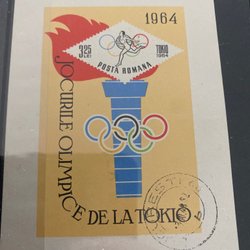 1964
3,25
LEI
TOKIO
1964
POSTA ROMANA
JOCURILE OLIMPICE DE LA TOKIO